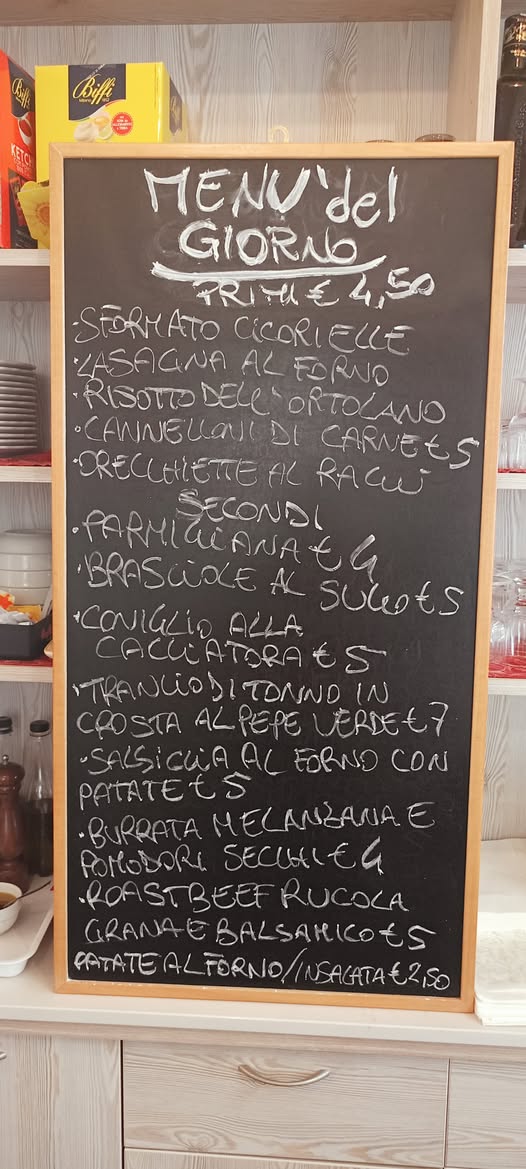 Biffi
Biffi
KETCH
MENU' del
GIORNO
PRIMI € 4,50
·SFORMATO CICORIELLE
·LASAGNA AL FORNO
·RISOTTO DELL'ORTOLANO
·CANNELLONI DI CARNE € 5
·ORECCHIETTE AL RAGÙ
SECONDI
·PARMIGIANA € 4
·BRASCIOLE AL SUGO € 5
·CONIGLIO ALLA
CACCIATORA € 5
·TRANCIO DI TONNO IN
CROSTA AL PEPE VERDE € 7
·SALSICCIA AL FORNO CON
PATATE € 5
·BURRATA MELANZANA E
POMODORI SECCHI € 4
·ROASTBEEF RUCOLA
GRANA E BALSAMICO € 5
PATATE AL FORNO/INSALATA € 2,50